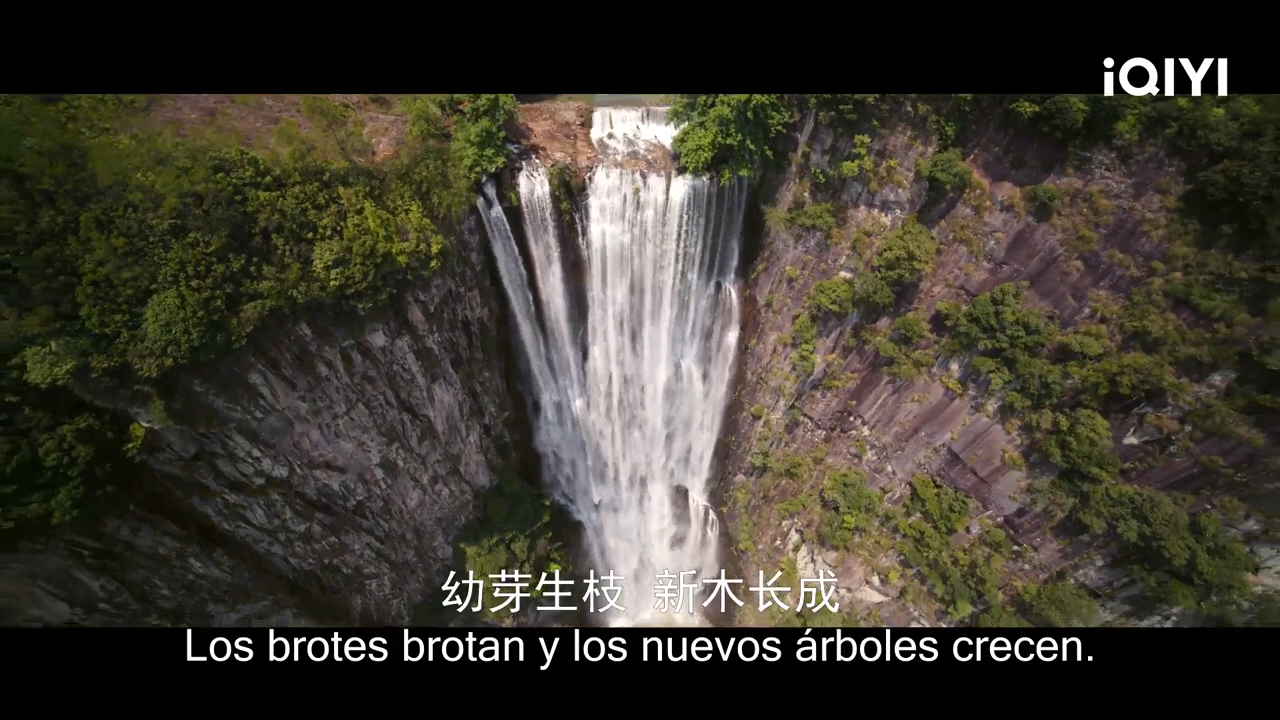 iQIYI
幼芽生枝 新木长成
Los brotes brotan y los nuevos árboles crecen.